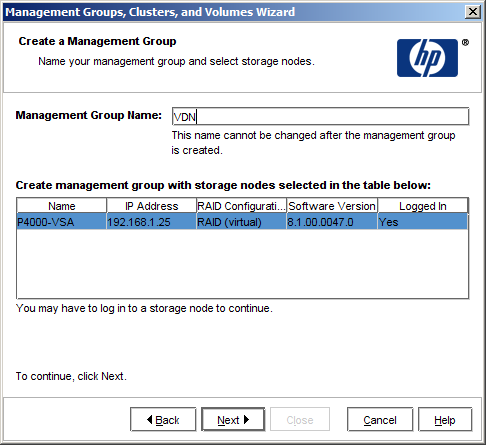 Management Groups, Clusters, and Volumes Wizard
Create a Management Group
Name your management group and select storage nodes.
hp ®
Management Group Name: VDN
This name cannot be changed after the management group
is created.
Create management group with storage nodes selected in the table below:
Name IP Address RAID Configurati... Software Version Logged In
P4000-VSA 192.168.1.25 RAID (virtual) 8.1.00.0047.0 Yes
You may have to log in to a storage node to continue.
To continue, click Next.
Back Next Close Cancel Help